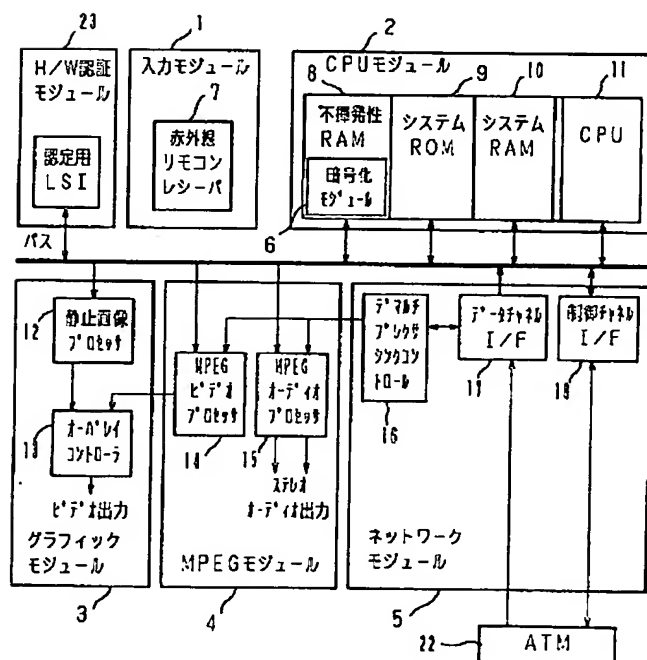 23
H/W認証
モジュール
認定用
LSI
1
入力モジュール
7
赤外線
リモコン
レシーバ
2
CPUモジュール
8
不揮発性
RAM
暗号化
モジュール
6
9
システム
ROM
10
システム
RAM
11
CPU
バス
12
静止画像
プロセッサ
13
オーバレイ
コントローラ
ビデオ出力
グラフィック
モジュール
3
MPEG
ビデオ
プロセッサ
14
MPEG
オーディオ
プロセッサ
15
ステレオ
オーディオ出力
MPEGモジュール
4
デマルチ
プレクサ
シンクコン
トロール
16
データチャネル
I/F
17
制御チャネル
I/F
18
ネットワーク
モジュール
5
22
ATM